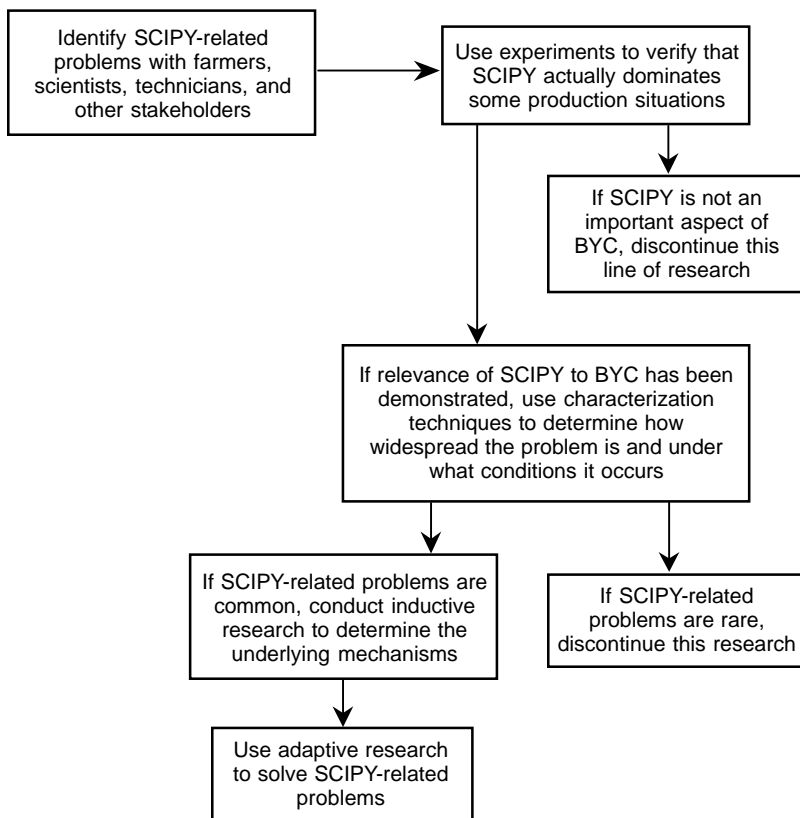 Identify SCIPY-related
problems with farmers,
scientists, technicians, and
other stakeholders
Use experiments to verify that
SCIPY actually dominates
some production situations
If SCIPY is not an
important aspect of
BYC, discontinue this
line of research
If relevance of SCIPY to BYC has been
demonstrated, use characterization
techniques to determine how
widespread the problem is and under
what conditions it occurs
If SCIPY-related problems are
common, conduct inductive
research to determine the
underlying mechanisms
If SCIPY-related
problems are rare,
discontinue this research
Use adaptive research
to solve SCIPY-related
problems